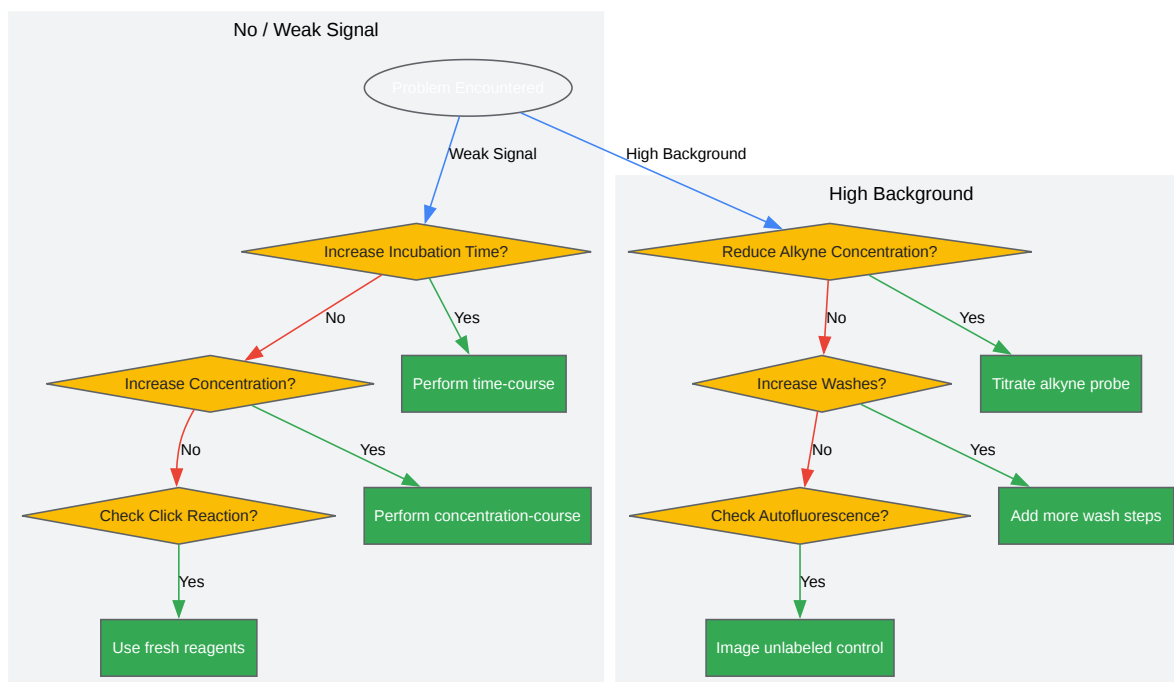 No / Weak Signal
Problem Encountered
Weak Signal
High Background
High Background
Increase Incubation Time?
Reduce Alkyne Concentration?
No
Yes
No
Yes
Increase Concentration?
Perform time-course
Increase Washes?
Titrate alkyne probe
No
Yes
No
Yes
Check Click Reaction?
Perform concentration-course
Check Autofluorescence?
Add more wash steps
Yes
Yes
Use fresh reagents
Image unlabeled control